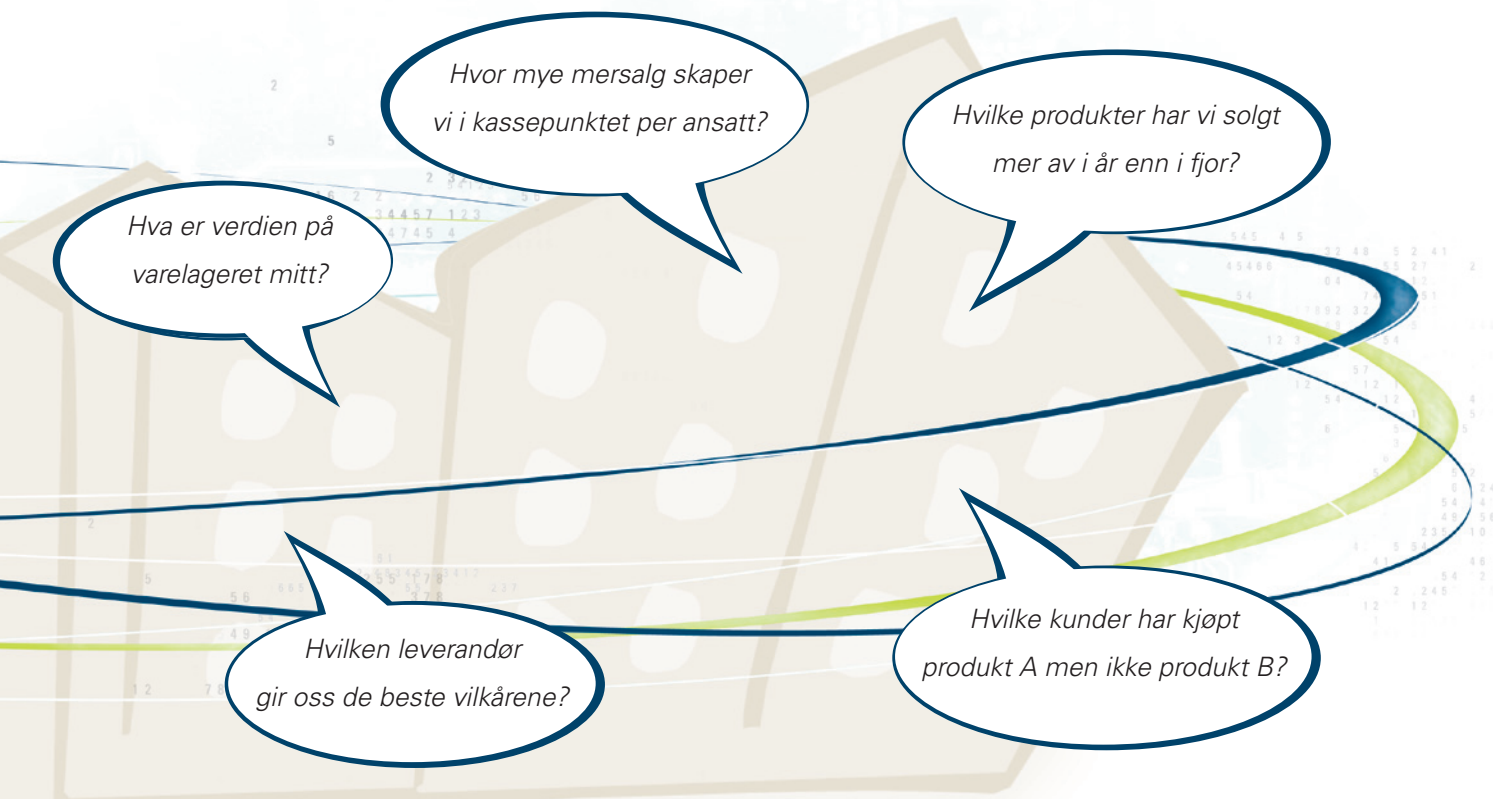 Hvor mye mersalg skaper
vi i kassepunktet per ansatt?
Hvilke produkter har vi solgt
mer av i år enn i fjor?
Hva er verdien på
varelageret mitt?
Hvilken leverandør
gir oss de beste vilkårene?
Hvilke kunder har kjøpt
produkt A men ikke produkt B?